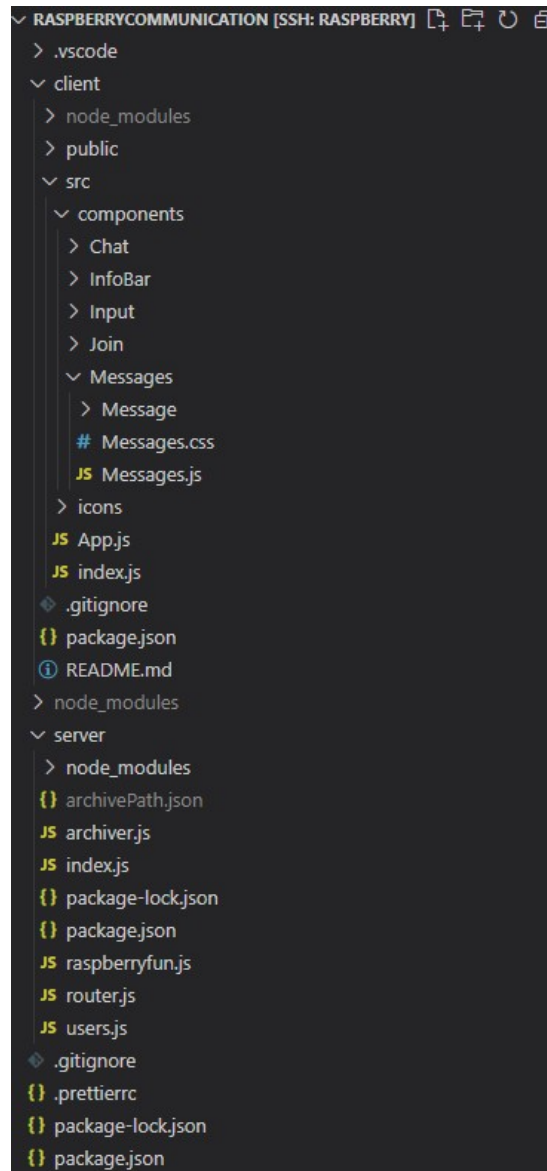 RASPBERRYCOMMUNICATION [SSH: RASPBERRY]
.vscode
client
node_modules
public
src
components
Chat
InfoBar
Input
Join
Messages
Message
# Messages.css
JS Messages.js
icons
JS App.js
JS index.js
.gitignore
{} package.json
README.md
node_modules
server
node_modules
{} archivePath.json
JS archiver.js
JS index.js
{} package-lock.json
{} package.json
JS raspberryfun.js
JS router.js
JS users.js
.gitignore
{} .prettierrc
{} package-lock.json
{} package.json